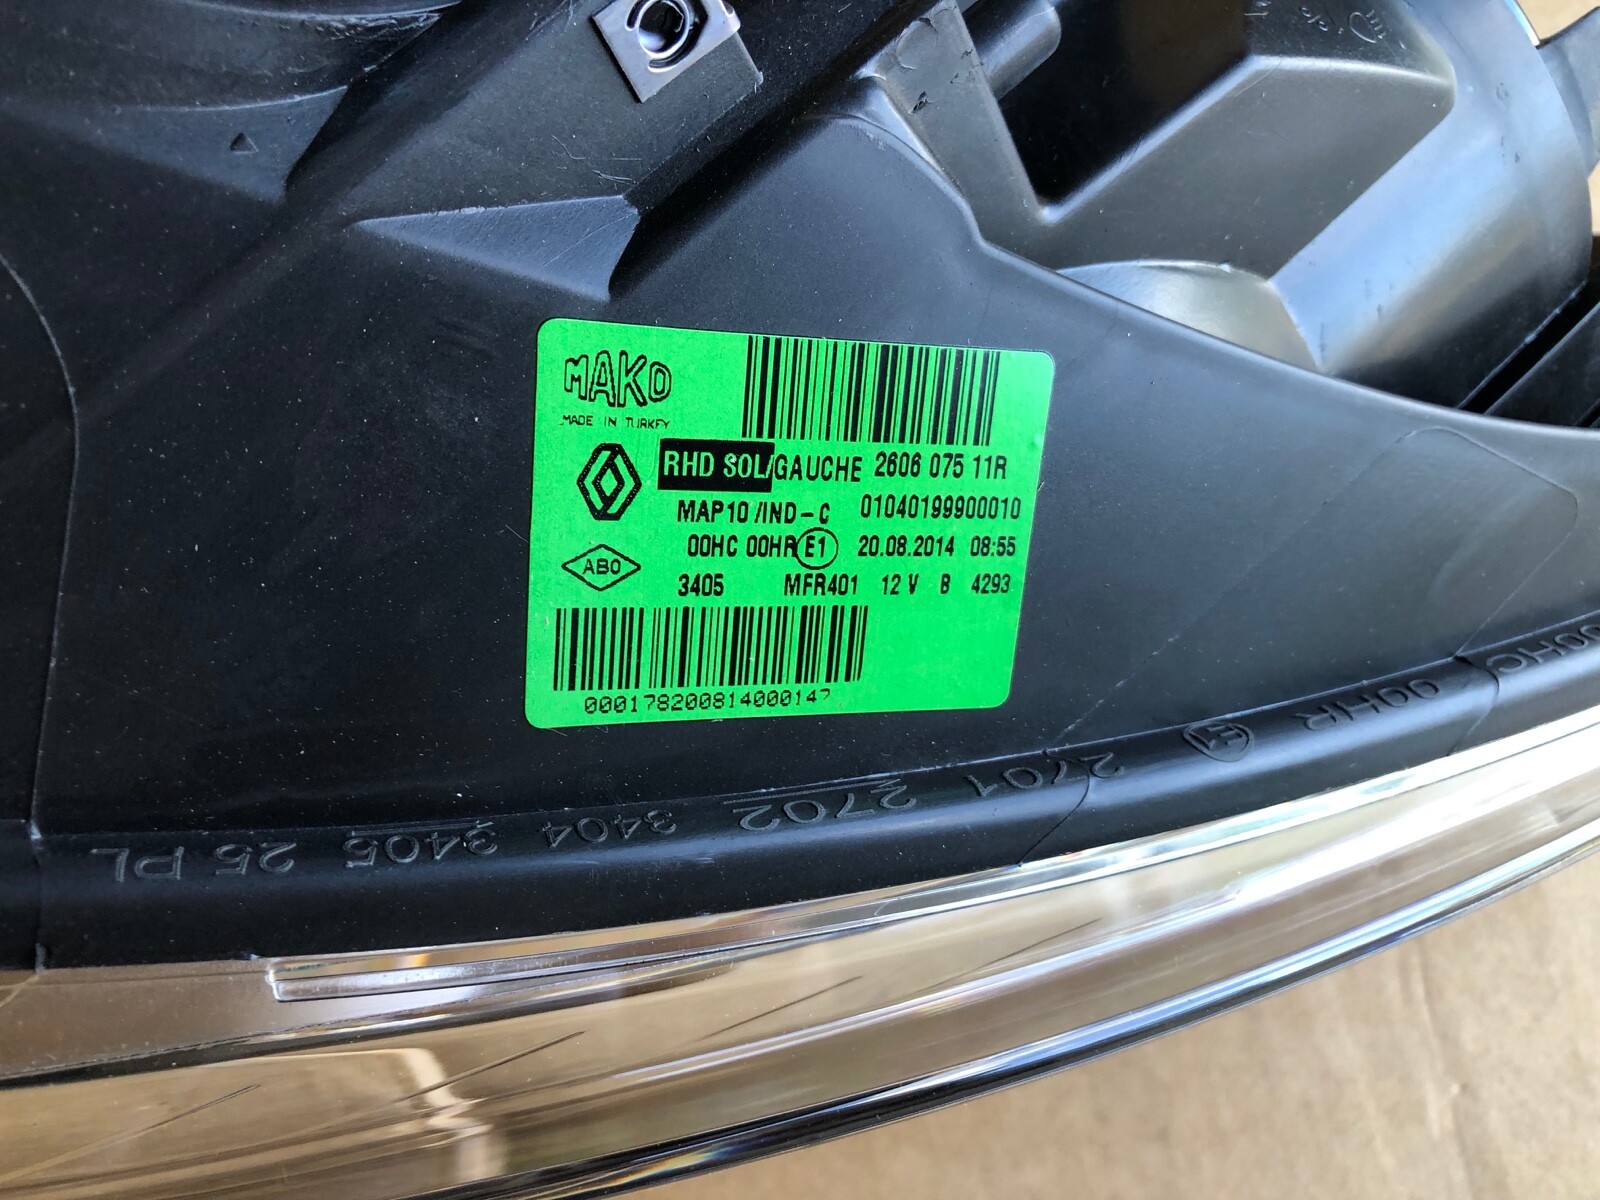 MAKO
MADE IN TURKEY
RHD SOL/GAUCHE 2606 075 11R
MAP10 /IND-C 01040199900010
00HC 00HR E1 20.08.2014 08:55
ABO
3405 MFR401 12 V B 4293
000178200814000147
00HC 00HR E1 2701 2702 3404 3405 25 PL